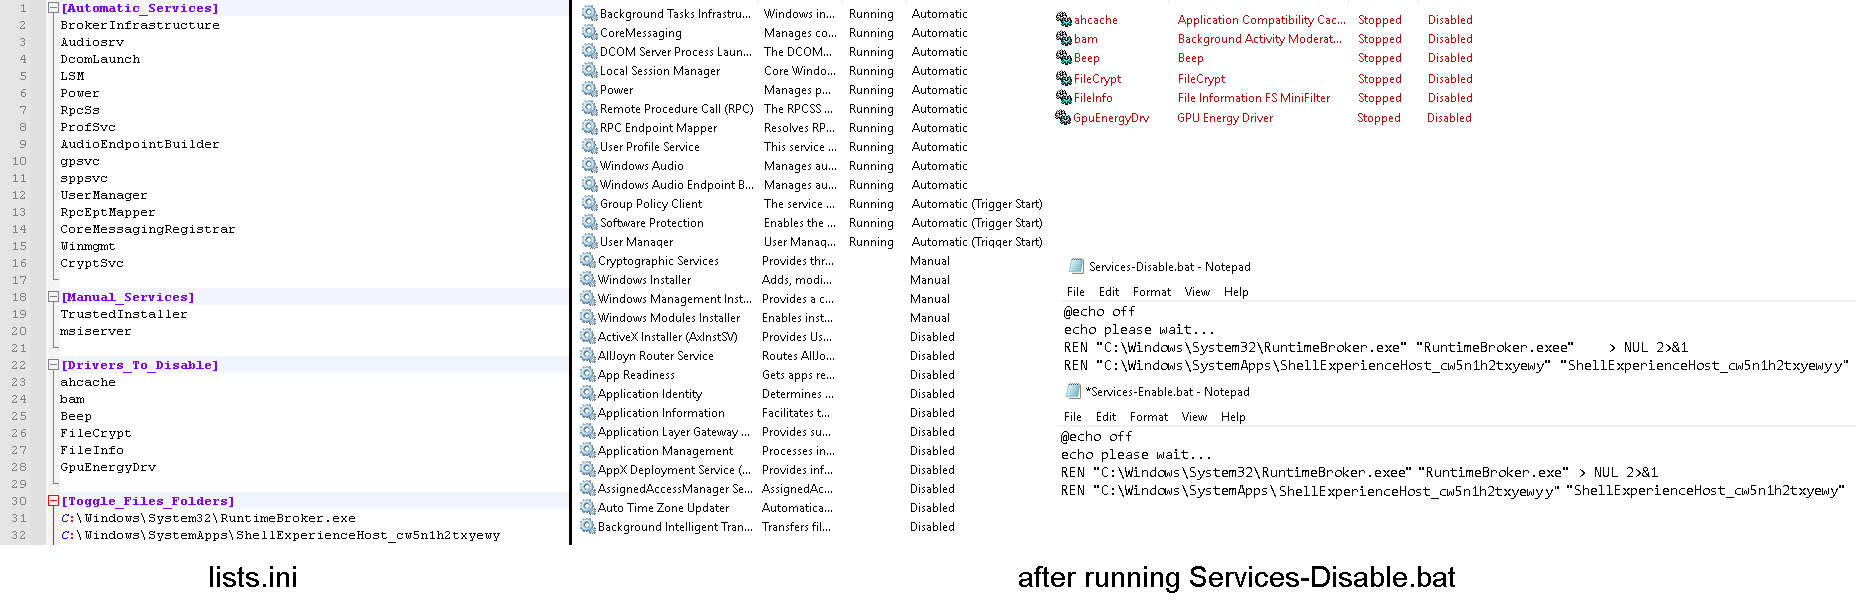 1 [Automatic_Services]
2 BrokerInfrastructure
3 Audiosrv
4 DcomLaunch
5 LSM
6 Power
7 RpcSs
8 ProfSvc
9 AudioEndpointBuilder
10 gpsvc
11 sppsvc
12 UserManager
13 RpcEptMapper
14 CoreMessagingRegistrar
15 Winmgmt
16 CryptSvc
17
18 [Manual_Services]
19 TrustedInstaller
20 msiserver
21
22 [Drivers_To_Disable]
23 ahcache
24 bam
25 Beep
26 FileCrypt
27 FileInfo
28 GpuEnergyDrv
29
30 [Toggle_Files_Folders]
31 C:\Windows\System32\RuntimeBroker.exe
32 C:\Windows\SystemApps\ShellExperienceHost_cw5n1h2txyewy
lists.ini
Background Tasks Infrastru... Windows in... Running Automatic
CoreMessaging Manages co... Running Automatic
DCOM Server Process Laun... The DCOM... Running Automatic
Local Session Manager Core Windo... Running Automatic
Power Manages p... Running Automatic
Remote Procedure Call (RPC) The RPCSS ... Running Automatic
RPC Endpoint Mapper Resolves RP... Running Automatic
User Profile Service This service ... Running Automatic
Windows Audio Manages au... Running Automatic
Windows Audio Endpoint B... Manages au... Running Automatic
Group Policy Client The service ... Running Automatic (Trigger Start)
Software Protection Enables the ... Running Automatic (Trigger Start)
User Manager User Manag... Running Automatic (Trigger Start)
Cryptographic Services Provides thr... Manual
Windows Installer Adds, modi... Manual
Windows Management Inst... Provides a c... Manual
Windows Modules Installer Enables inst... Manual
ActiveX Installer (AxInstSV) Provides Us... Disabled
AllJoyn Router Service Routes AllJo... Disabled
App Readiness Gets apps re... Disabled
Application Identity Determines ... Disabled
Application Information Facilitates t... Disabled
Application Layer Gateway ... Provides su... Disabled
Application Management Processes in... Disabled
AppX Deployment Service (... Provides inf... Disabled
AssignedAccessManager Se... AssignedAc... Disabled
Auto Time Zone Updater Automatica... Disabled
Background Intelligent Tran... Transfers fil... Disabled
ahcache Application Compatibility Cac... Stopped Disabled
bam Background Activity Moderat... Stopped Disabled
Beep Beep Stopped Disabled
FileCrypt FileCrypt Stopped Disabled
FileInfo File Information FS MiniFilter Stopped Disabled
GpuEnergyDrv GPU Energy Driver Stopped Disabled
Services-Disable.bat - Notepad
File Edit Format View Help
@echo off
echo please wait...
REN "C:\Windows\System32\RuntimeBroker.exe" "RuntimeBroker.exee" > NUL 2>&1
REN "C:\Windows\SystemApps\ShellExperienceHost_cw5n1h2txyewy" "ShellExperienceHost_cw5n1h2txyewyy"
*Services-Enable.bat - Notepad
File Edit Format View Help
@echo off
echo please wait...
REN "C:\Windows\System32\RuntimeBroker.exee" "RuntimeBroker.exe" > NUL 2>&1
REN "C:\Windows\SystemApps\ShellExperienceHost_cw5n1h2txyewyy" "ShellExperienceHost_cw5n1h2txyewy"
after running Services-Disable.bat